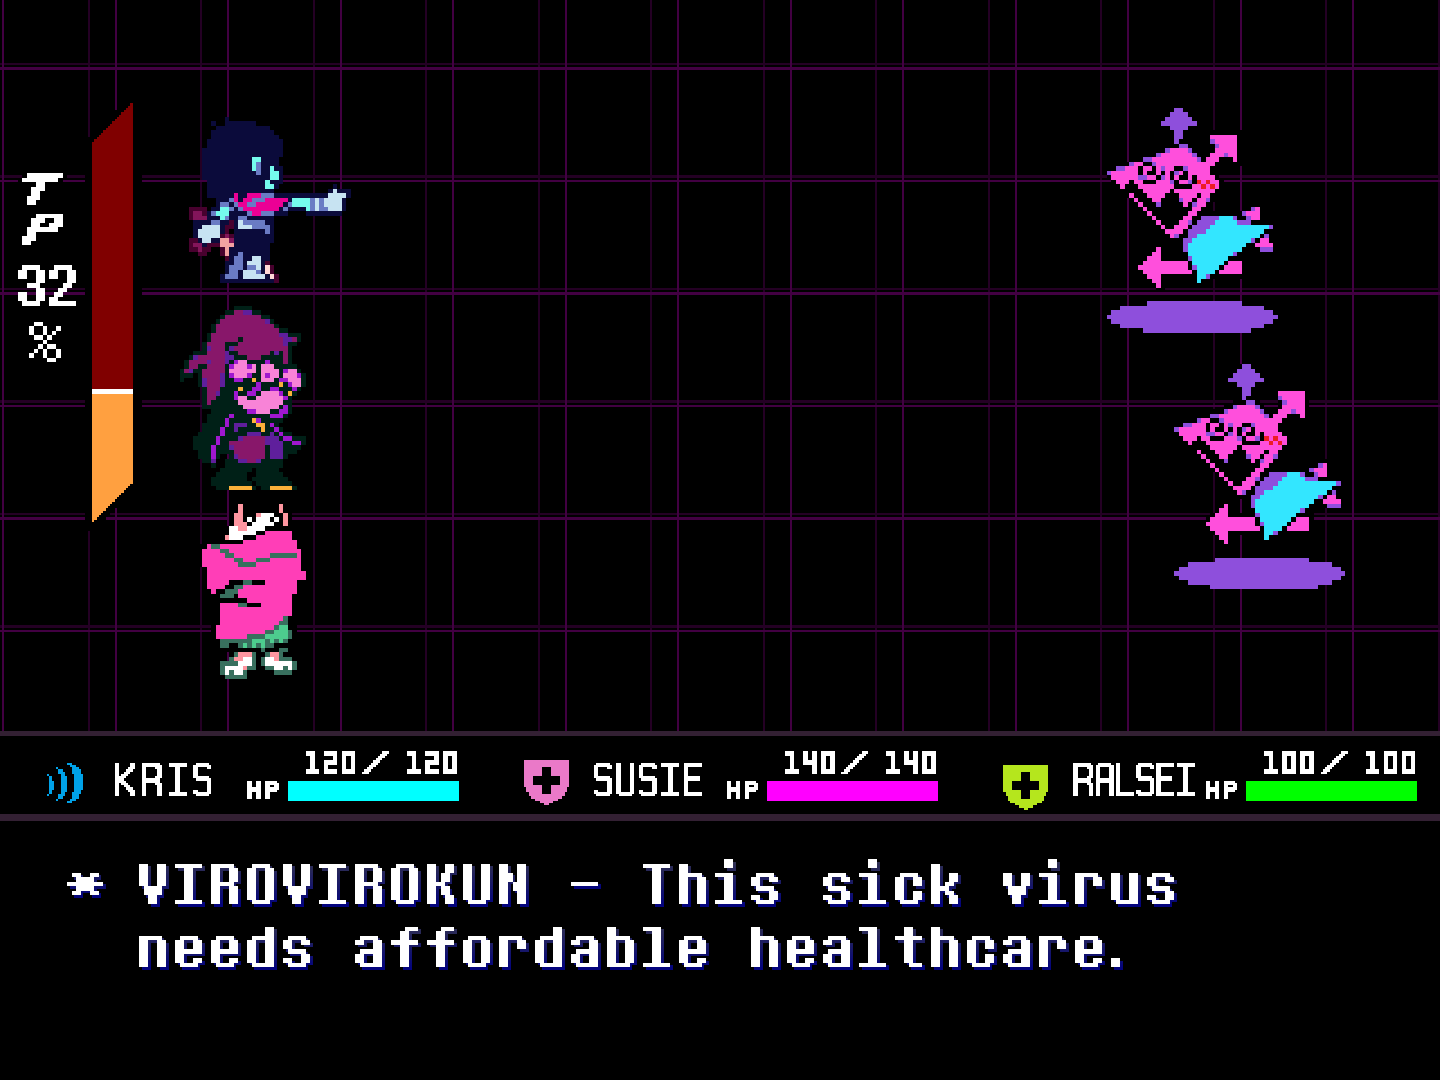 TP
32
%
KRIS HP 120/ 120
SUSIE HP 140/ 140
RALSEI HP 100/ 100
* VIROVIROKUN - This sick virus
needs affordable healthcare.